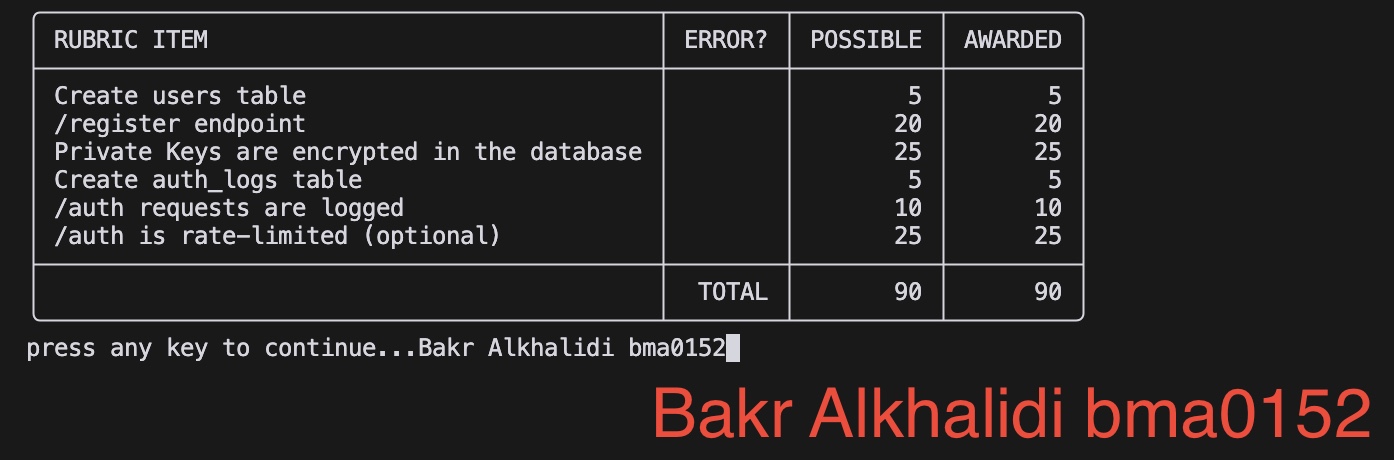 RUBRIC ITEM ERROR? POSSIBLE AWARDED
Create users table 5 5
/register endpoint 20 20
Private Keys are encrypted in the database 25 25
Create auth_logs table 5 5
/auth requests are logged 10 10
/auth is rate-limited (optional) 25 25
TOTAL 90 90
press any key to continue...Bakr Alkhalidi bma0152
Bakr Alkhalidi bma0152